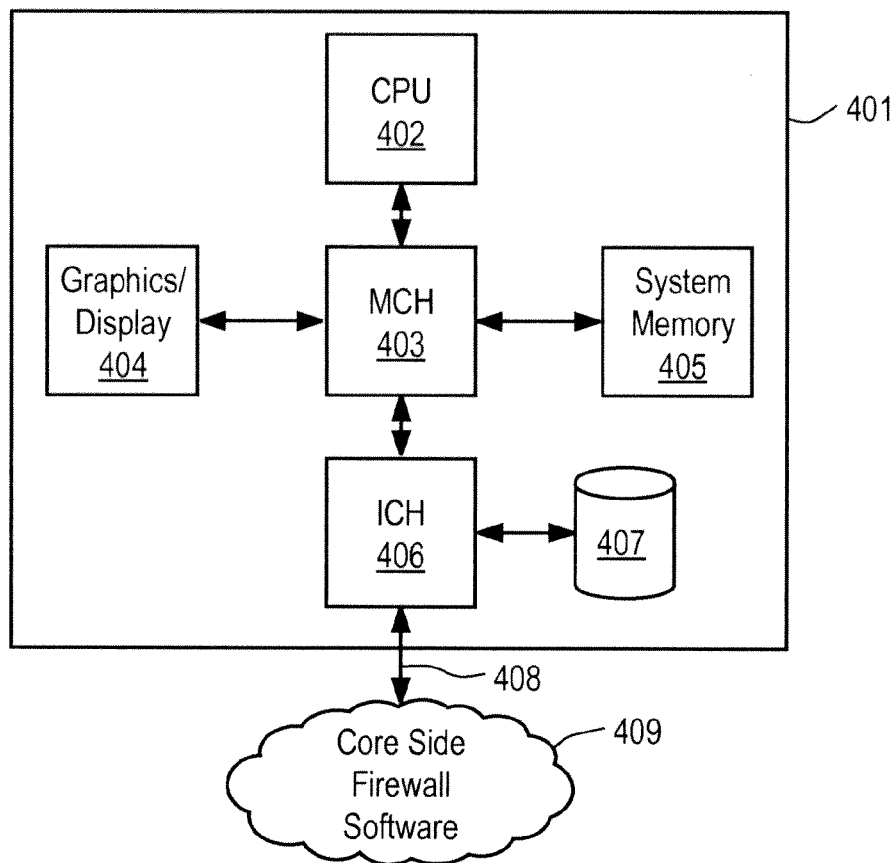 CPU
402
401
Graphics/
Display
404
MCH
403
System
Memory
405
ICH
406
407
408
409
Core Side
Firewall
Software